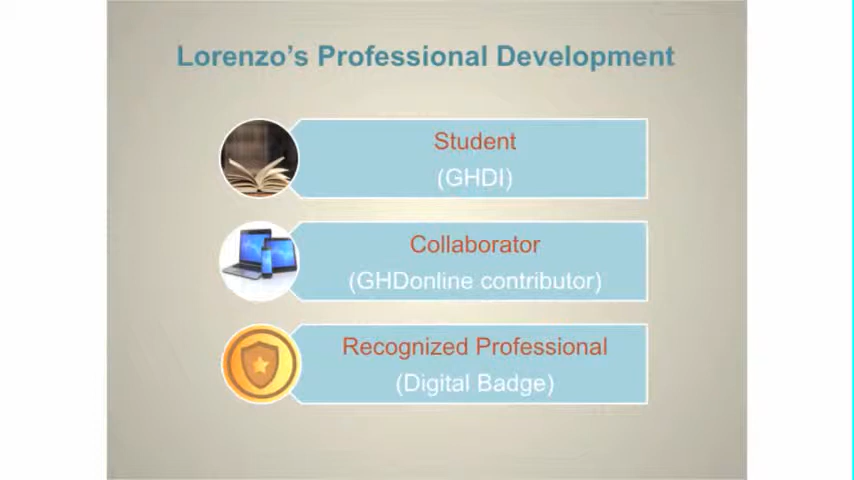 Lorenzo’s Professional Development
Student
(GHDI)
Collaborator
(GHDonline contributor)
Recognized Professional
(Digital Badge)